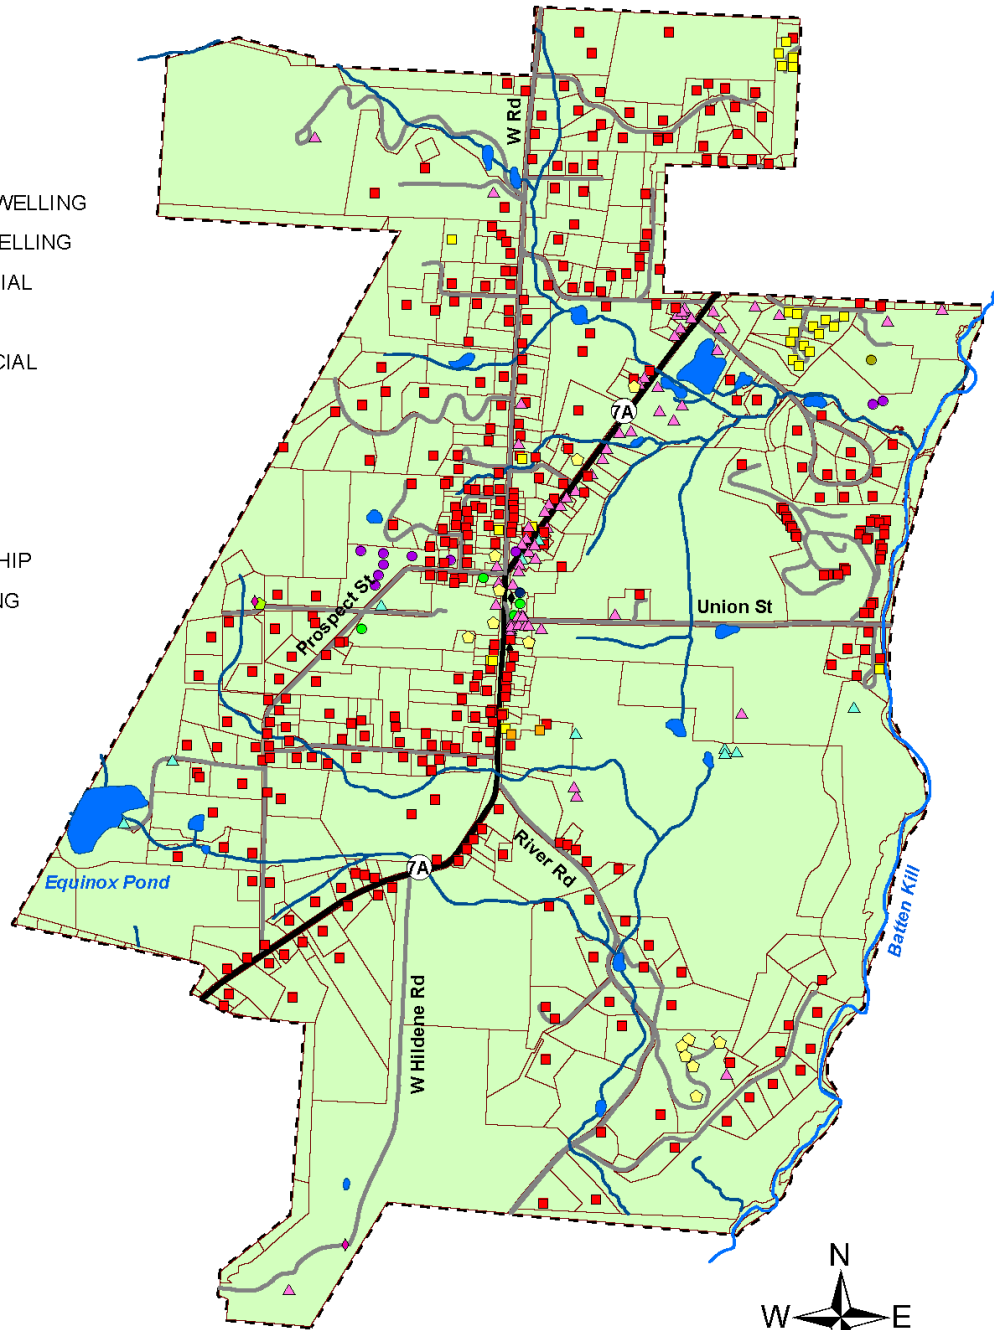 W Rd
WELLING
ELLING
IAL
CIAL
7A
HIP
NG
Prospect St
Union St
River Rd
7A
Equinox Pond
Batten Kill
W Hildene Rd
N
W
E